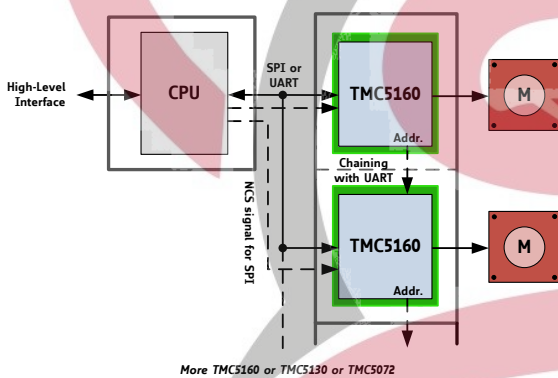 High-Level
Interface
CPU
SPI or
UART
TMC5160
Addr.
M
Chaining
with UART
NCS signal for SPI
TMC5160
Addr.
M
More TMC5160 or TMC5130 or TMC5072